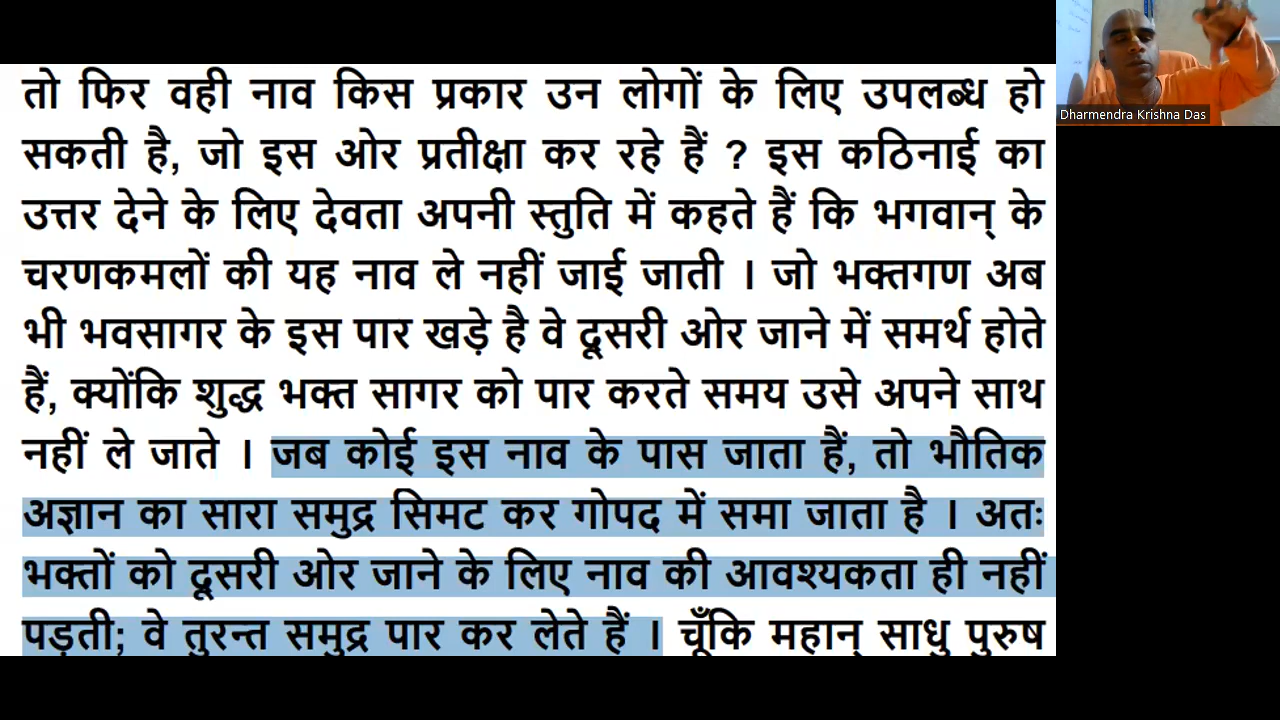 तो फिर वही नाव किस प्रकार उन लोगों के लिए उपलब्ध हो
सकती है, जो इस ओर प्रतीक्षा कर रहे हैं ? इस कठिनाई का
उत्तर देने के लिए देवता अपनी स्तुति में कहते हैं कि भगवान् के
चरणकमलों की यह नाव ले नहीं जाई जाती । जो भक्तगण अब
भी भवसागर के इस पार खड़े है वे दूसरी ओर जाने में समर्थ होते
हैं, क्योंकि शुद्ध भक्त सागर को पार करते समय उसे अपने साथ
नहीं ले जाते । जब कोई इस नाव के पास जाता हैं, तो भौतिक
अज्ञान का सारा समुद्र सिमट कर गोपद में समा जाता है । अतः
भक्तों को दूसरी ओर जाने के लिए नाव की आवश्यकता ही नहीं
पड़ती; वे तुरन्त समुद्र पार कर लेते हैं । चूँकि महान् साधु पुरुष
Dharmendra Krishna Das